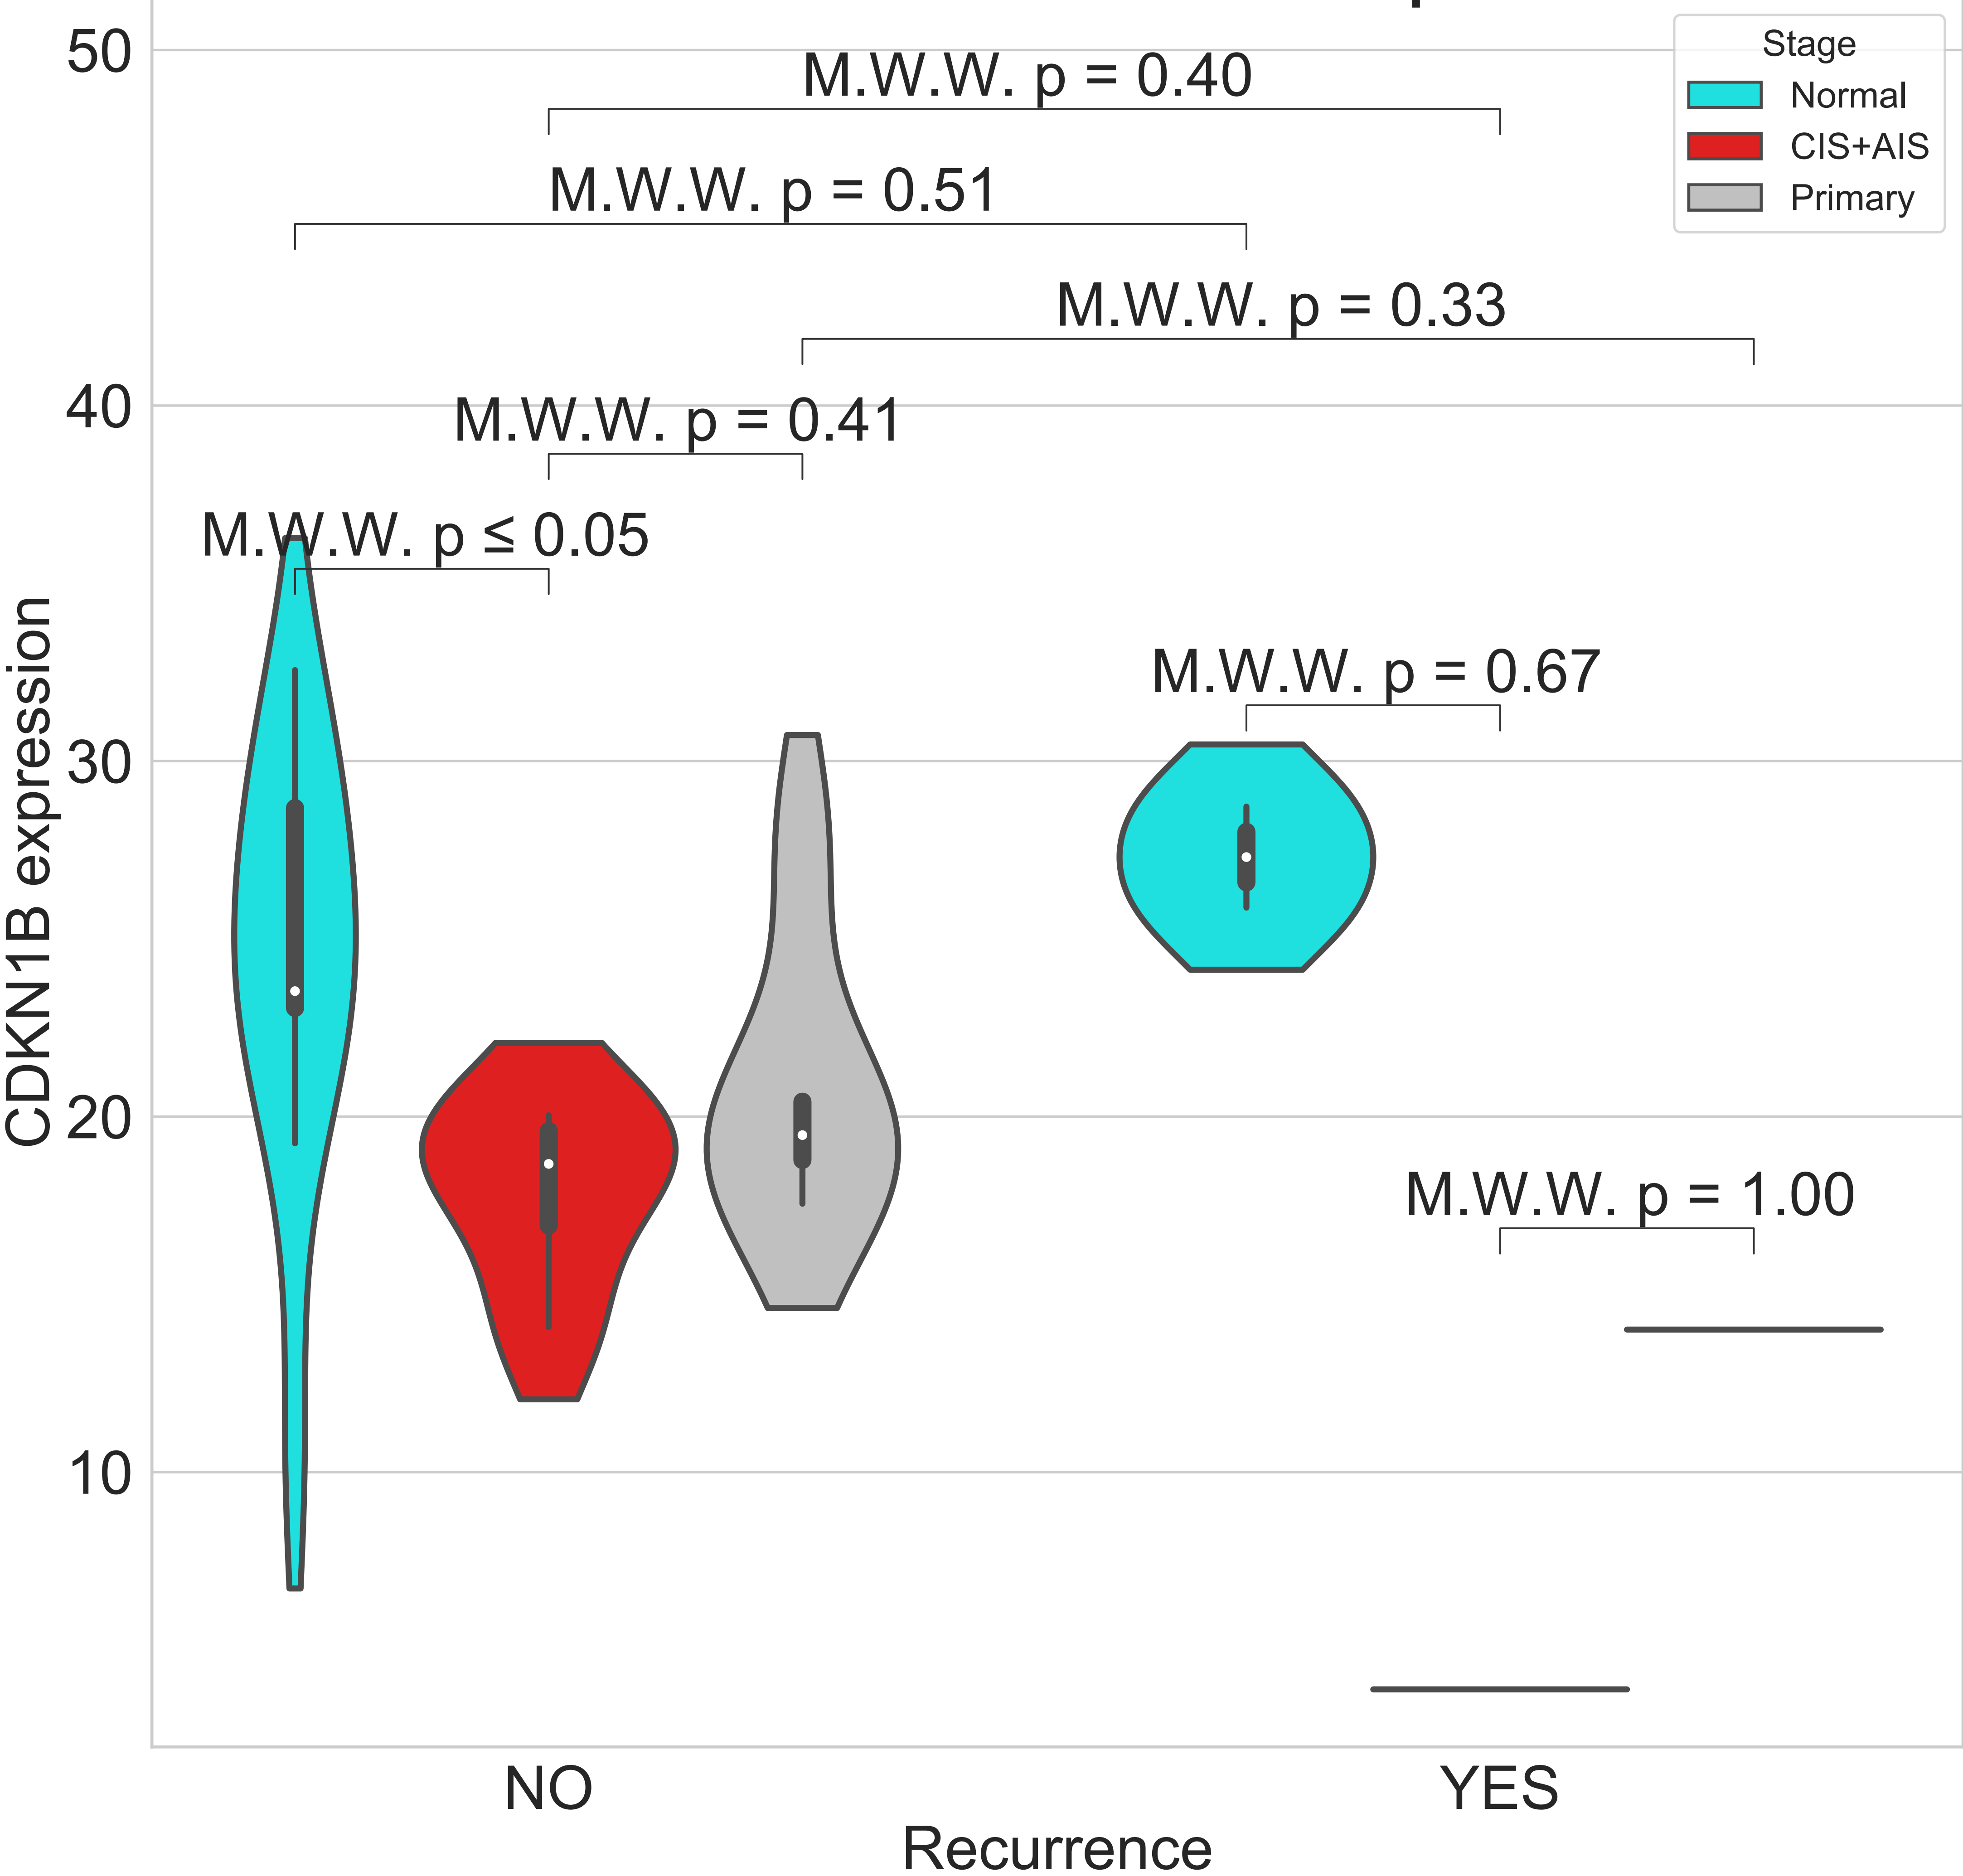 50
40
30
20
10
CDKN1B expression
M.W.W. p = 0.40
M.W.W. p = 0.51
M.W.W. p = 0.33
M.W.W. p = 0.41
M.W.W. p ≤ 0.05
M.W.W. p = 0.67
M.W.W. p = 1.00
Stage
Normal
CIS+AIS
Primary
NO
YES
Recurrence